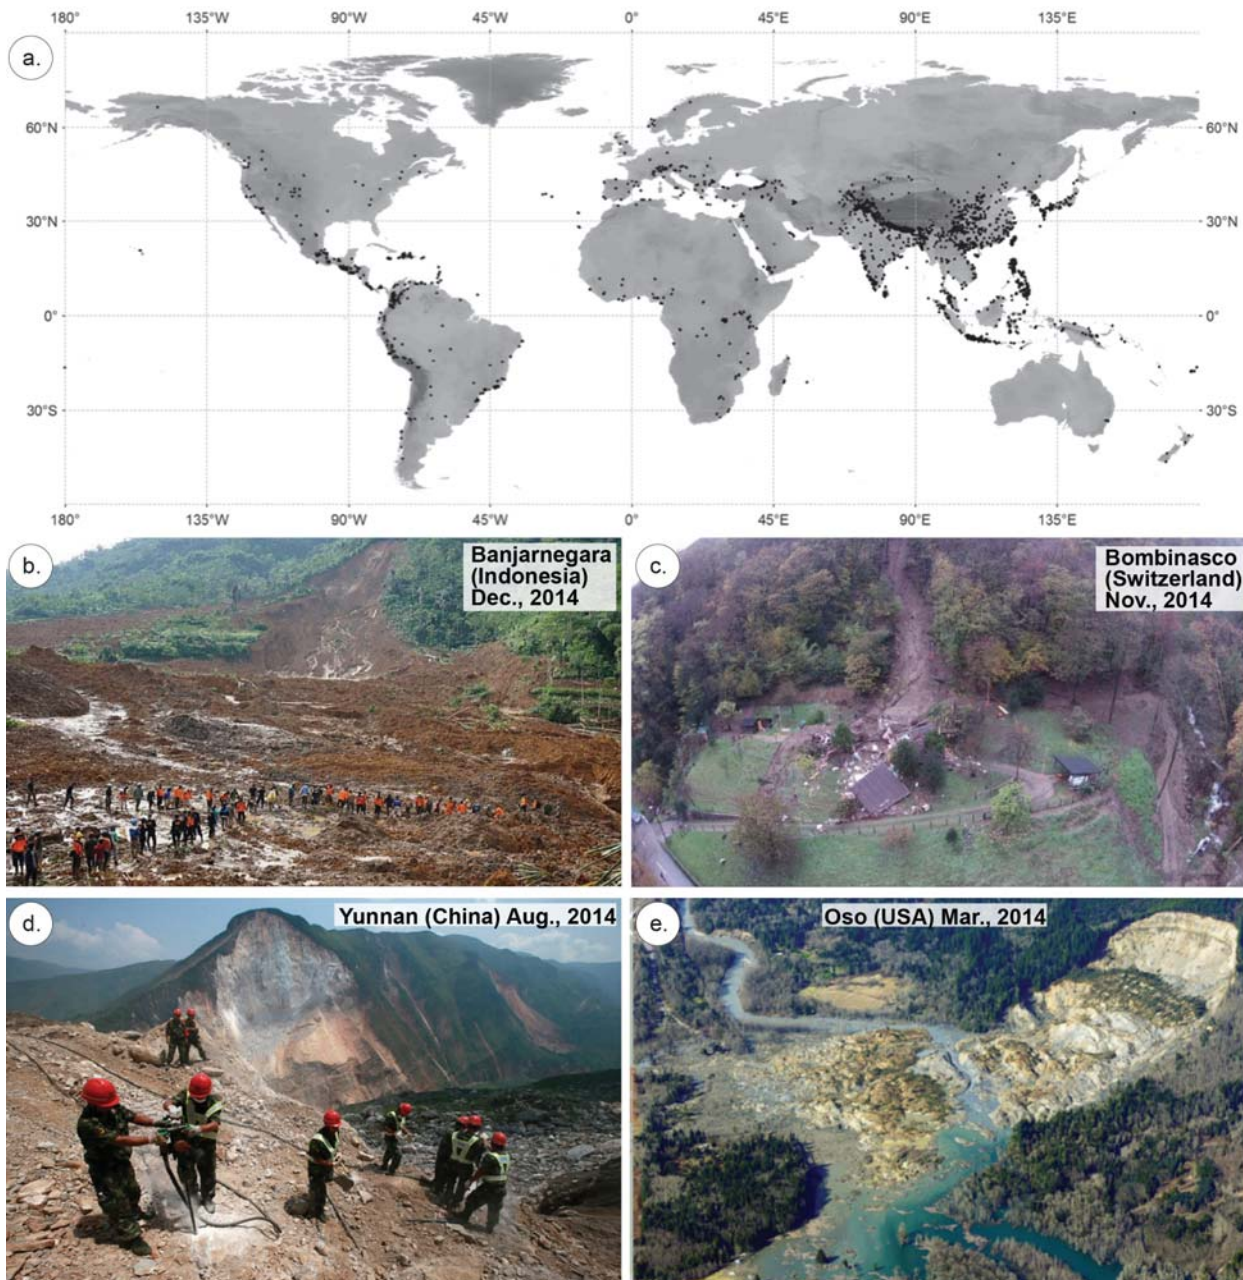 180° 135°W 90°W 45°W 0° 45°E 90°E 135°E
a.
60°N 60°N
30°N 30°N
0° 0°
30°S 30°S
180° 135°W 90°W 45°W 0° 45°E 90°E 135°E
b.
Banjarnegara
(Indonesia)
Dec., 2014
c.
Bombinasco
(Switzerland)
Nov., 2014
d.
Yunnan (China) Aug., 2014
e.
Oso (USA) Mar., 2014